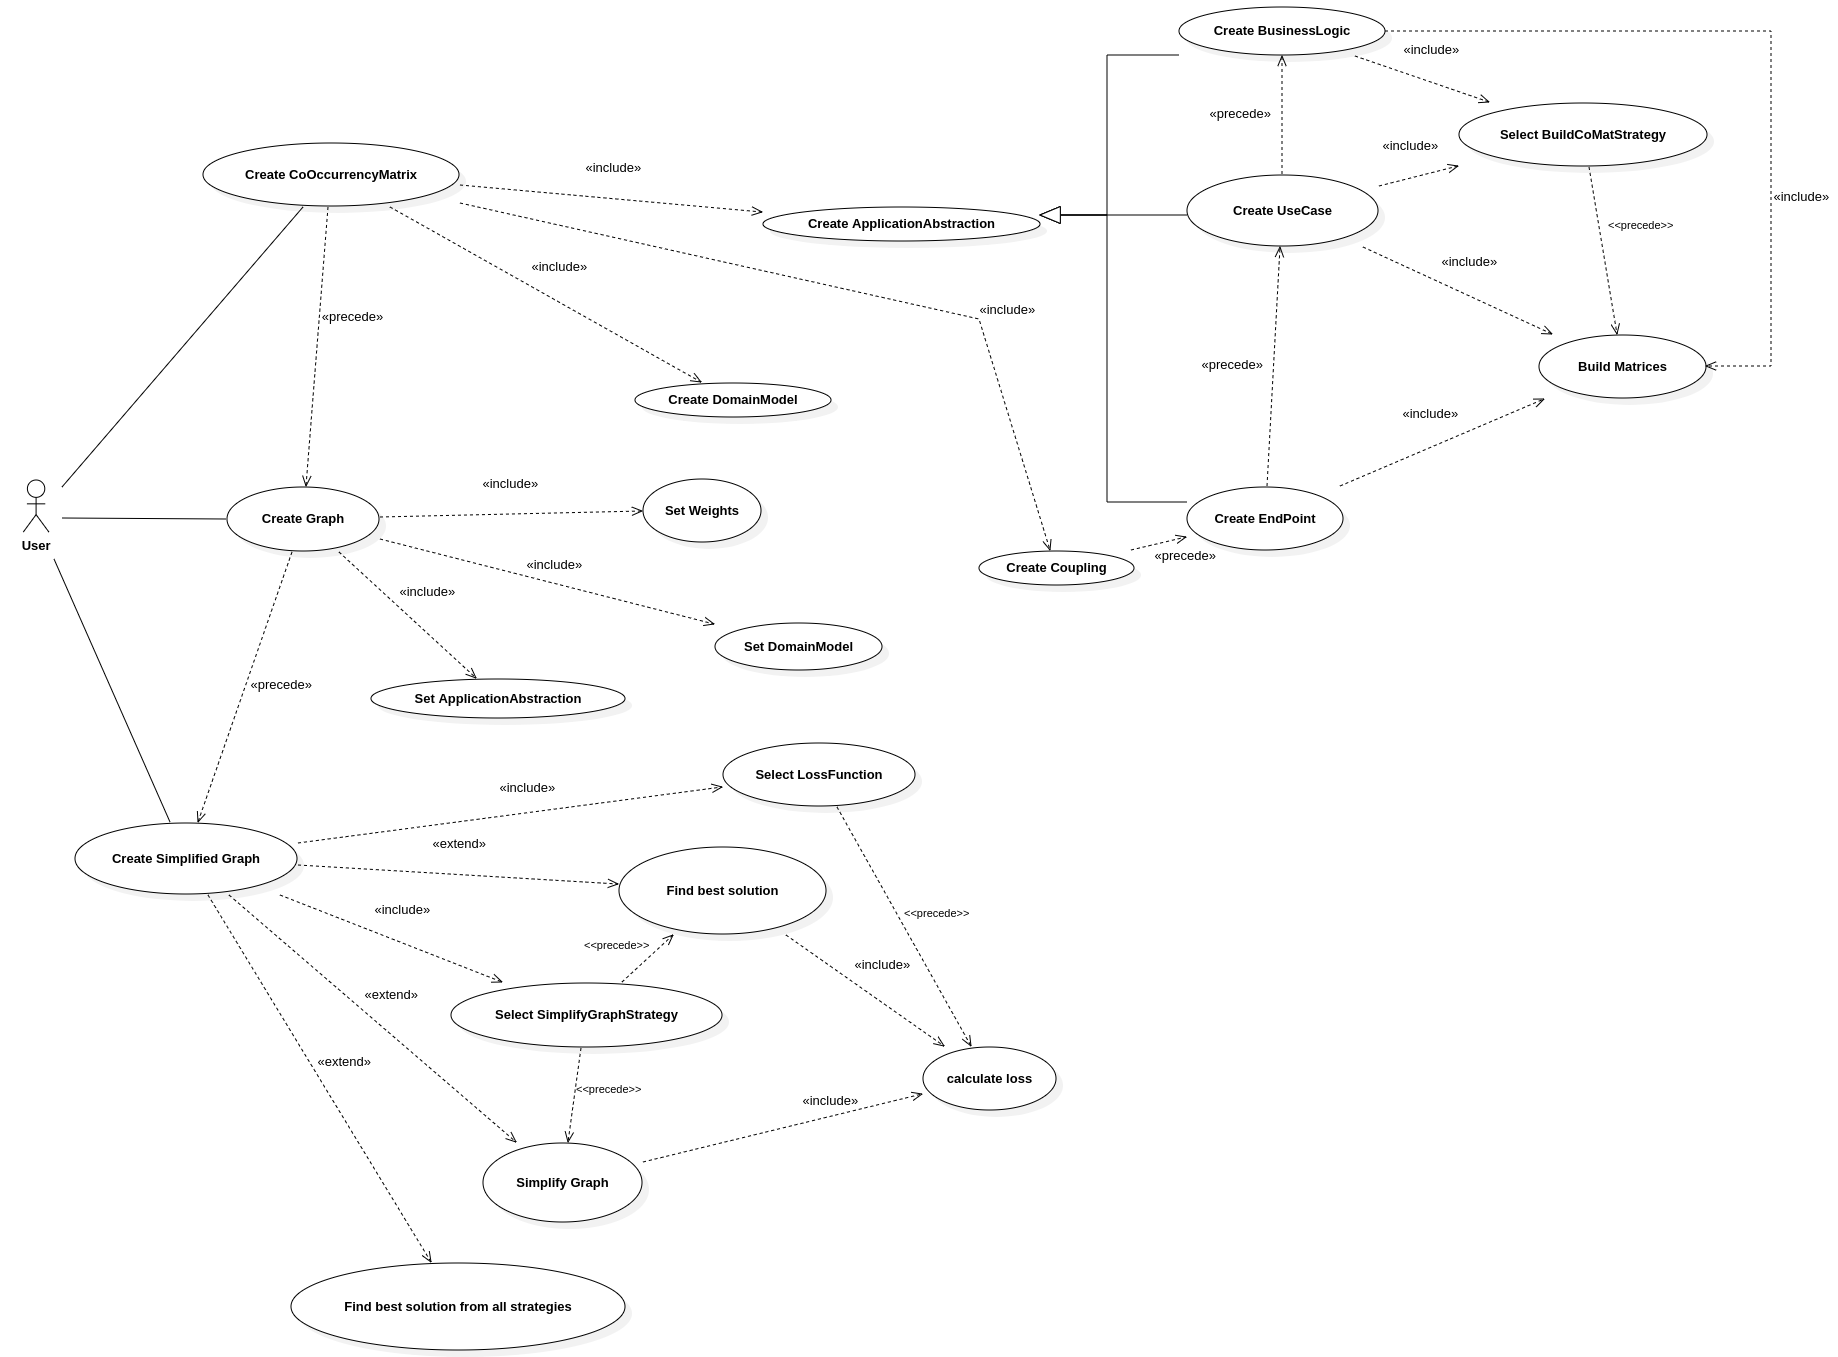 Create BusinessLogic
«include»
Select BuildCoMatStrategy
«precede»
«include»
«include»
Create CoOccurrencyMatrix
Create ApplicationAbstraction
Create UseCase
«include»
<<precede>>
«include»
«include»
«include»
«precede»
«precede»
Build Matrices
Create DomainModel
«include»
«include»
Set Weights
Create Graph
Create EndPoint
User
«precede»
«include»
Create Coupling
«include»
Set DomainModel
«precede»
Set ApplicationAbstraction
Select LossFunction
«include»
«extend»
Create Simplified Graph
Find best solution
«include»
<<precede>>
<<precede>>
«include»
«extend»
Select SimplifyGraphStrategy
«extend»
calculate loss
<<precede>>
«include»
Simplify Graph
Find best solution from all strategies